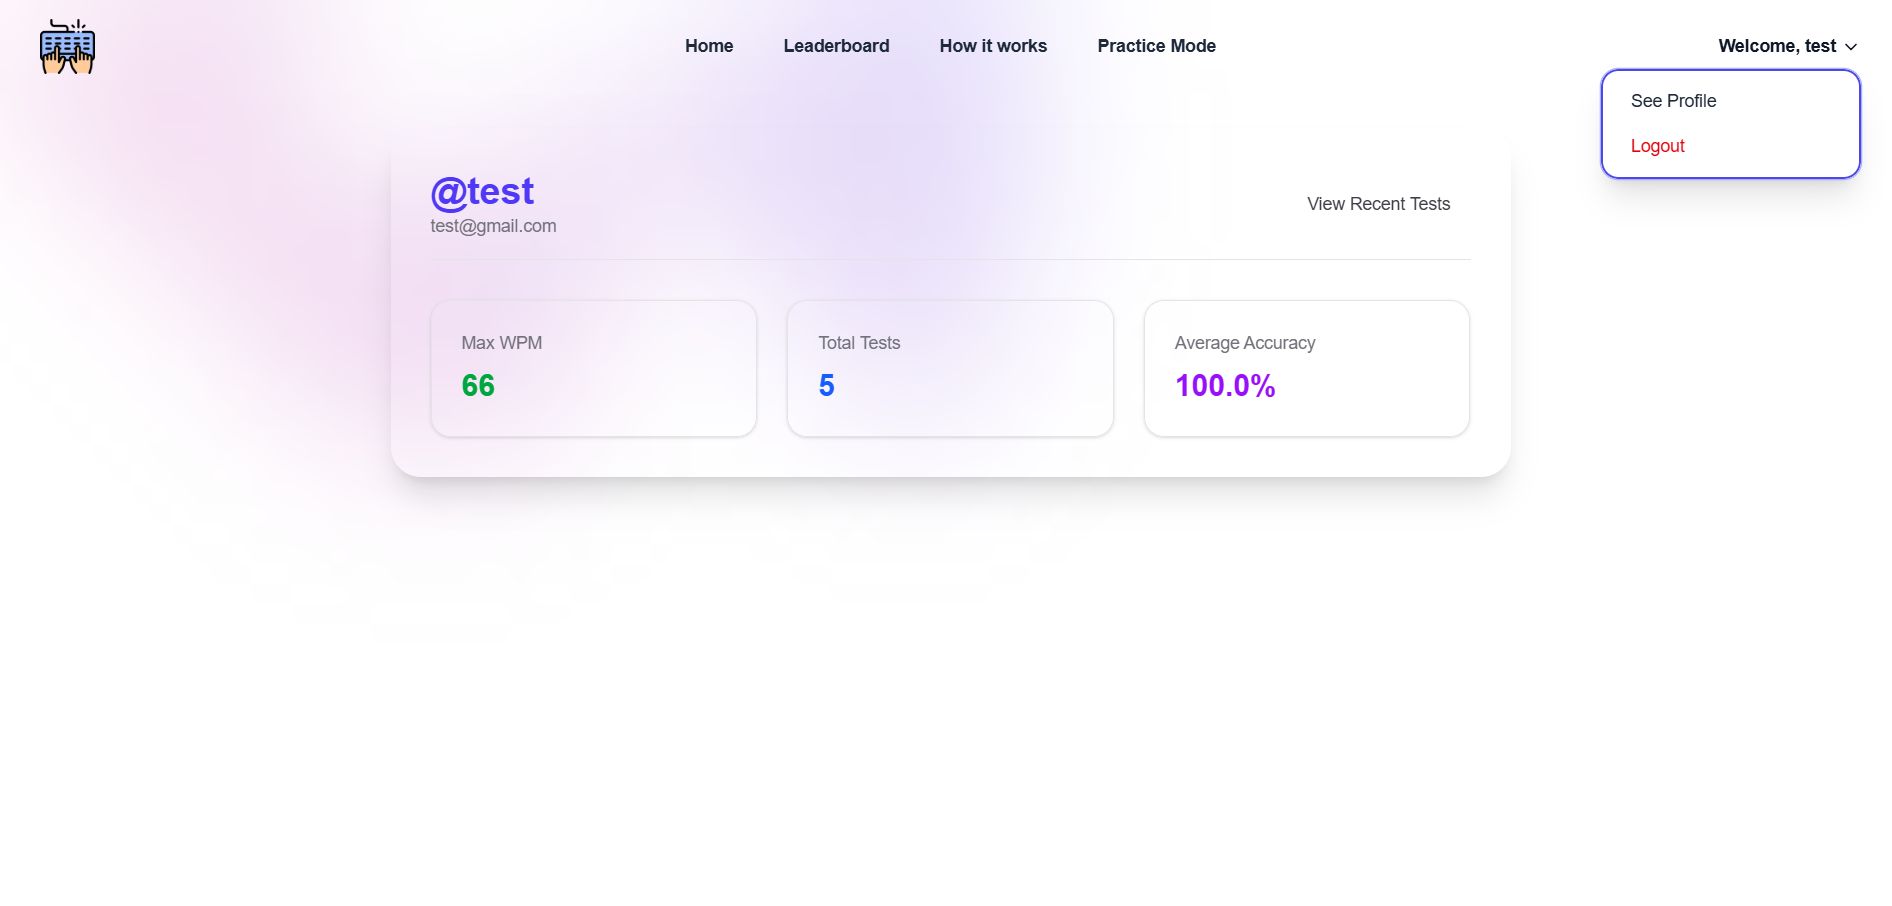 Home
Leaderboard
How it works
Practice Mode
Welcome, test
See Profile
Logout
@test
test@gmail.com
View Recent Tests
Max WPM
66
Total Tests
5
Average Accuracy
100.0%